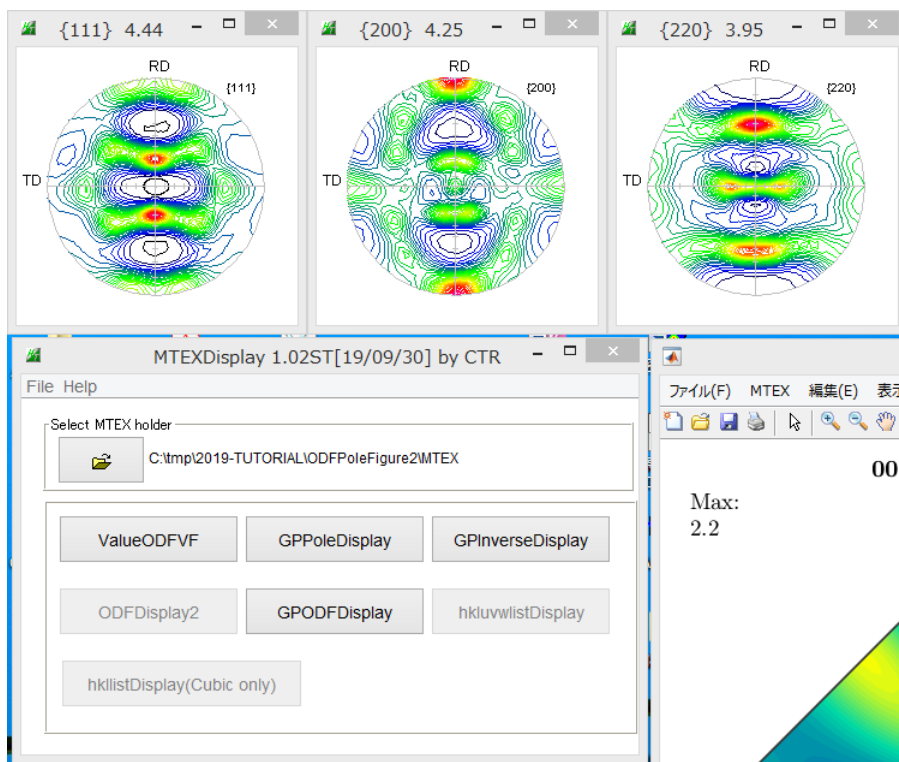 {111} 4.44
{200} 4.25
{220} 3.95
RD
{111}
TD
RD
{200}
TD
RD
{220}
TD
MTEXDisplay 1.02ST[19/09/30] by CTR
File Help
Select MTEX holder
C:\tmp\2019-TUTORIAL\ODFPoleFigure2\MTEX
ValueODFVF
GPPoleDisplay
GPInverseDisplay
ODFDisplay2
GPODFDisplay
hkluvwlistDisplay
hkllistDisplay(Cubic only)
ファイル(F) MTEX 編集(E) 表示
00
Max:
2.2